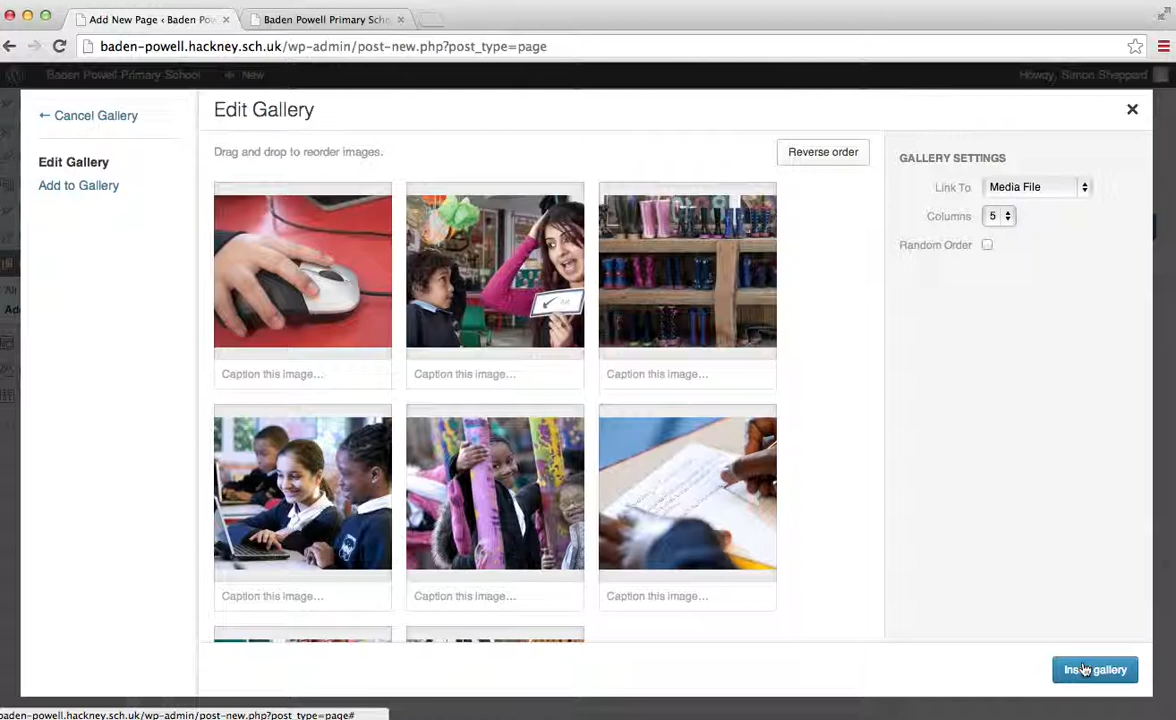 Add New Page ‹ Baden Po
Baden Powell Primary Scho
baden-powell.hackney.sch.uk/wp-admin/post-new.php?post_type=page
Baden Powell Primary School
New
Howdy, Simon Sheppard
← Cancel Gallery
Edit Gallery
Edit Gallery
Add to Gallery
Drag and drop to reorder images.
Reverse order
GALLERY SETTINGS
Link To
Media File
Columns
5
Random Order
Caption this image...
Caption this image...
Caption this image...
Caption this image...
Caption this image...
Caption this image...
Insert gallery
baden-powell.hackney.sch.uk/wp-admin/post-new.php?post_type=page#